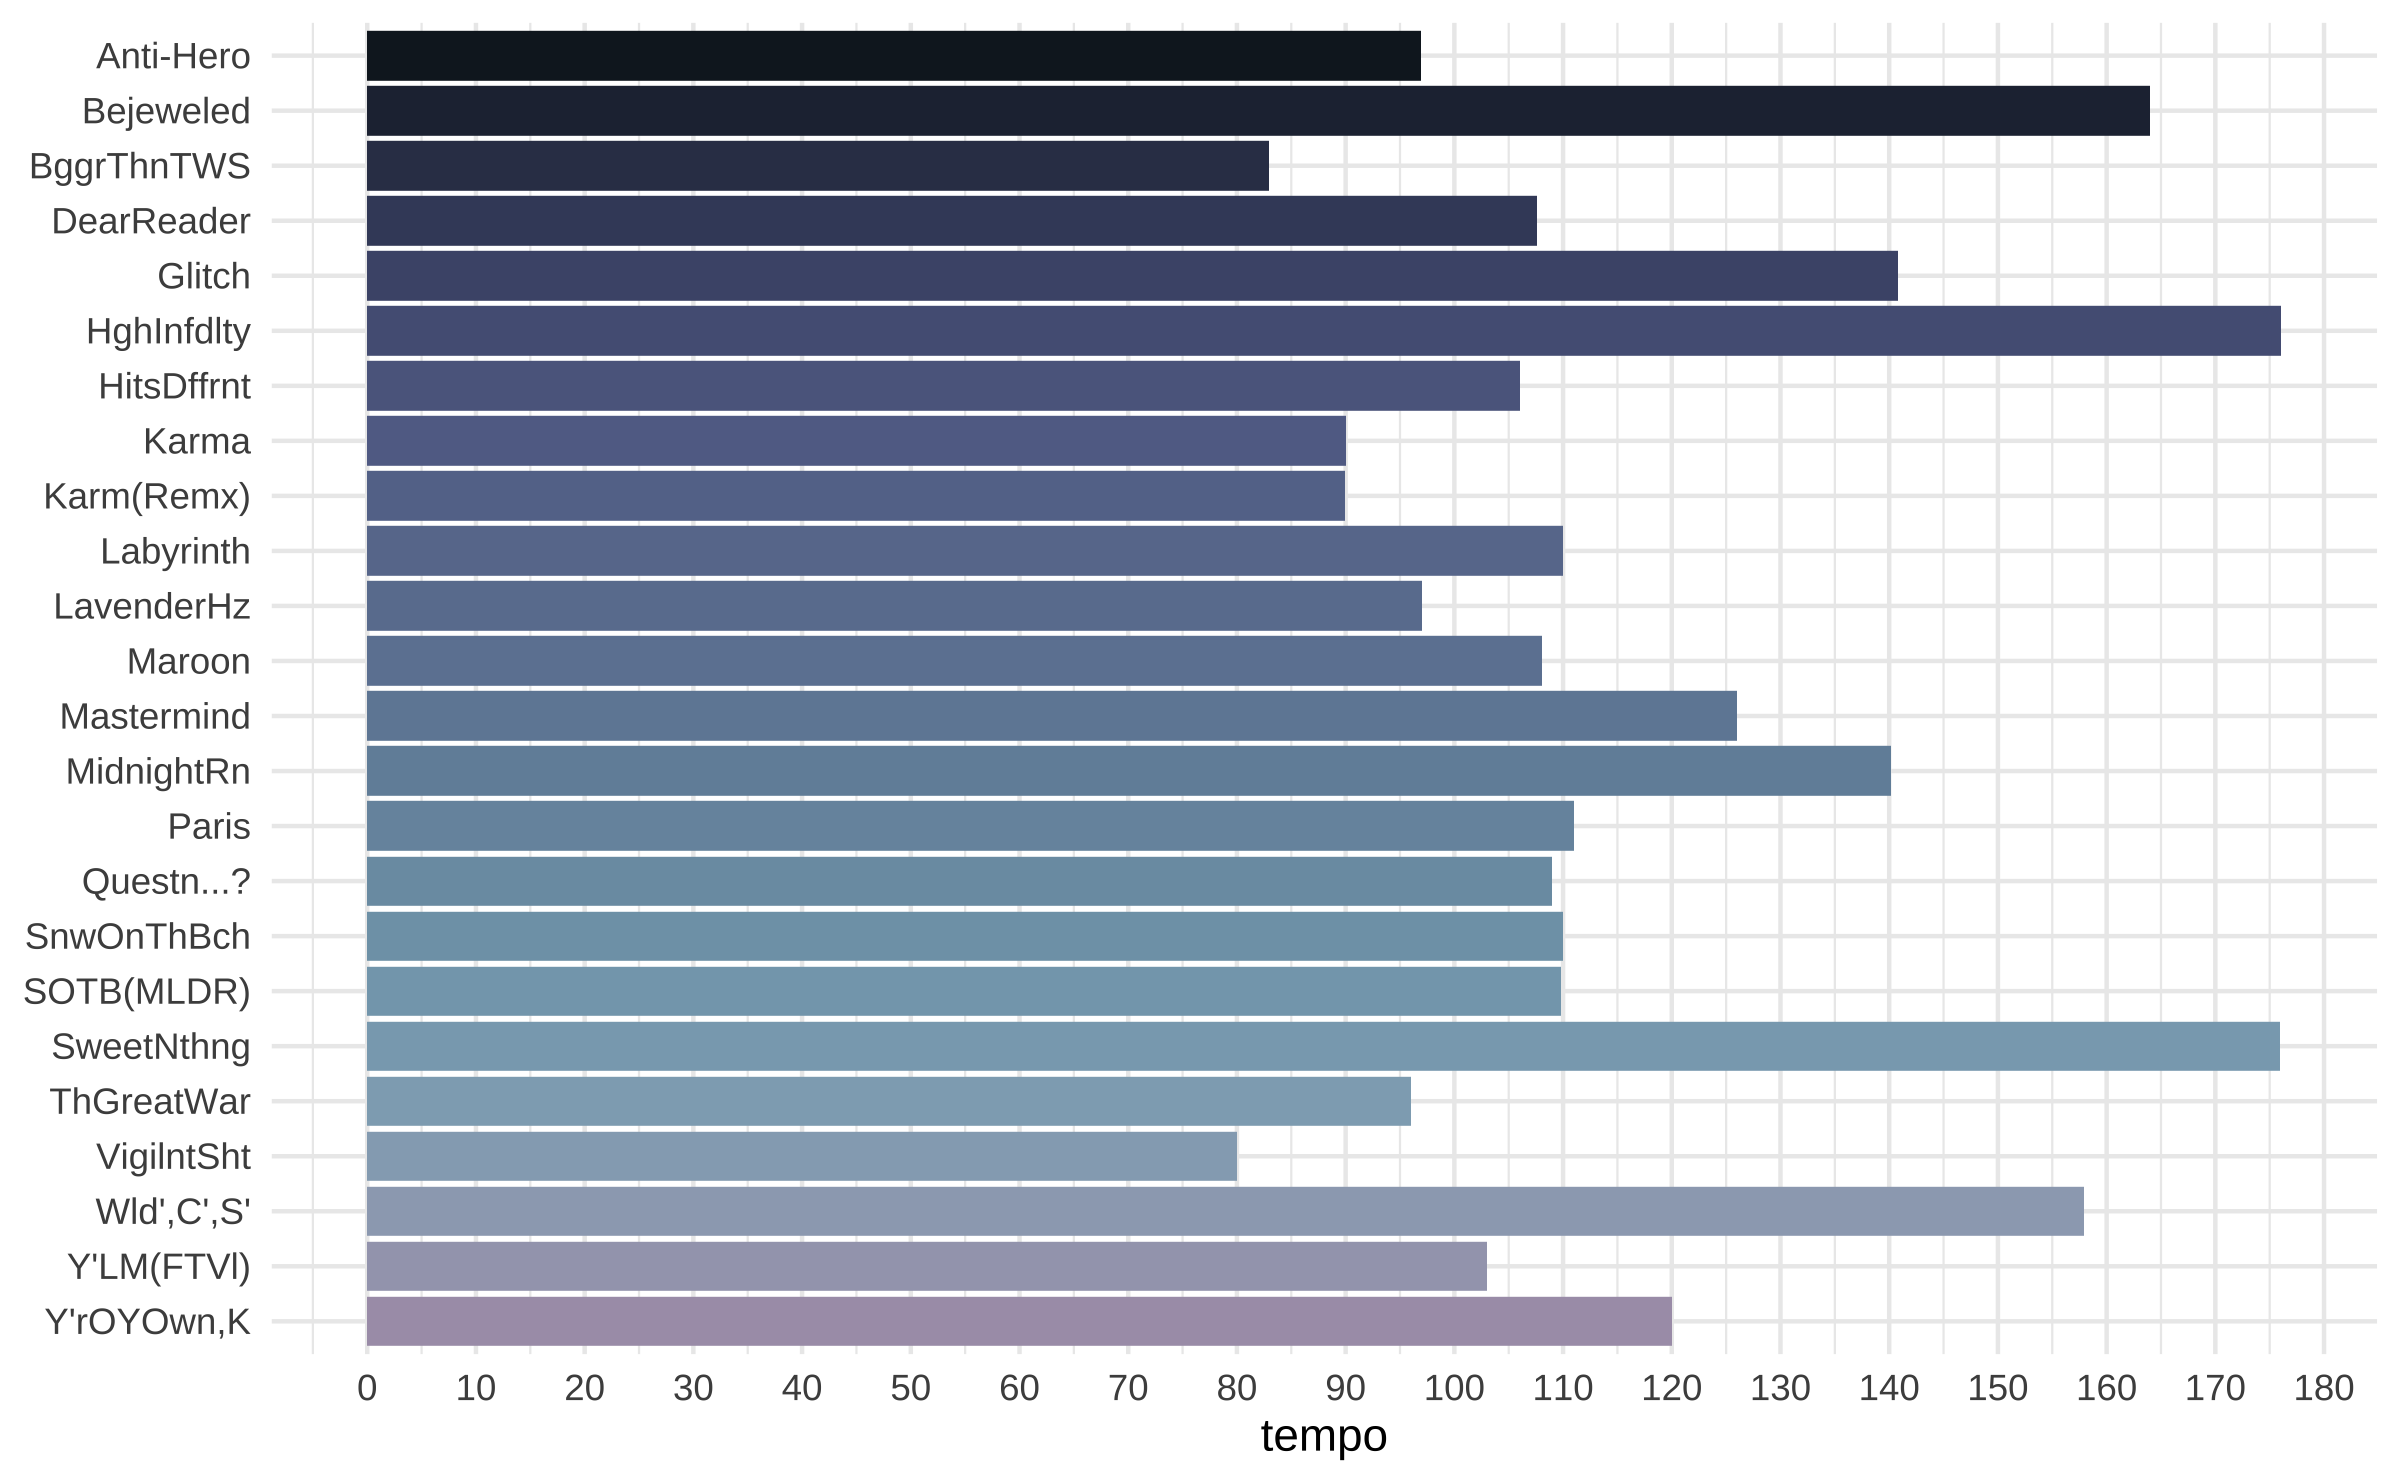 Anti-Hero
Bejeweled
BggrThnTWS
DearReader
Glitch
HghInfdlty
HitsDffrnt
Karma
Karm(Remx)
Labyrinth
LavenderHz
Maroon
Mastermind
MidnightRn
Paris
Questn...?
SnwOnThBch
SOTB(MLDR)
SweetNthng
ThGreatWar
VigilntSht
Wld',C',S'
Y'LM(FTVl)
Y'rOYOwn,K
0 10 20 30 40 50 60 70 80 90 100 110 120 130 140 150 160 170 180
tempo